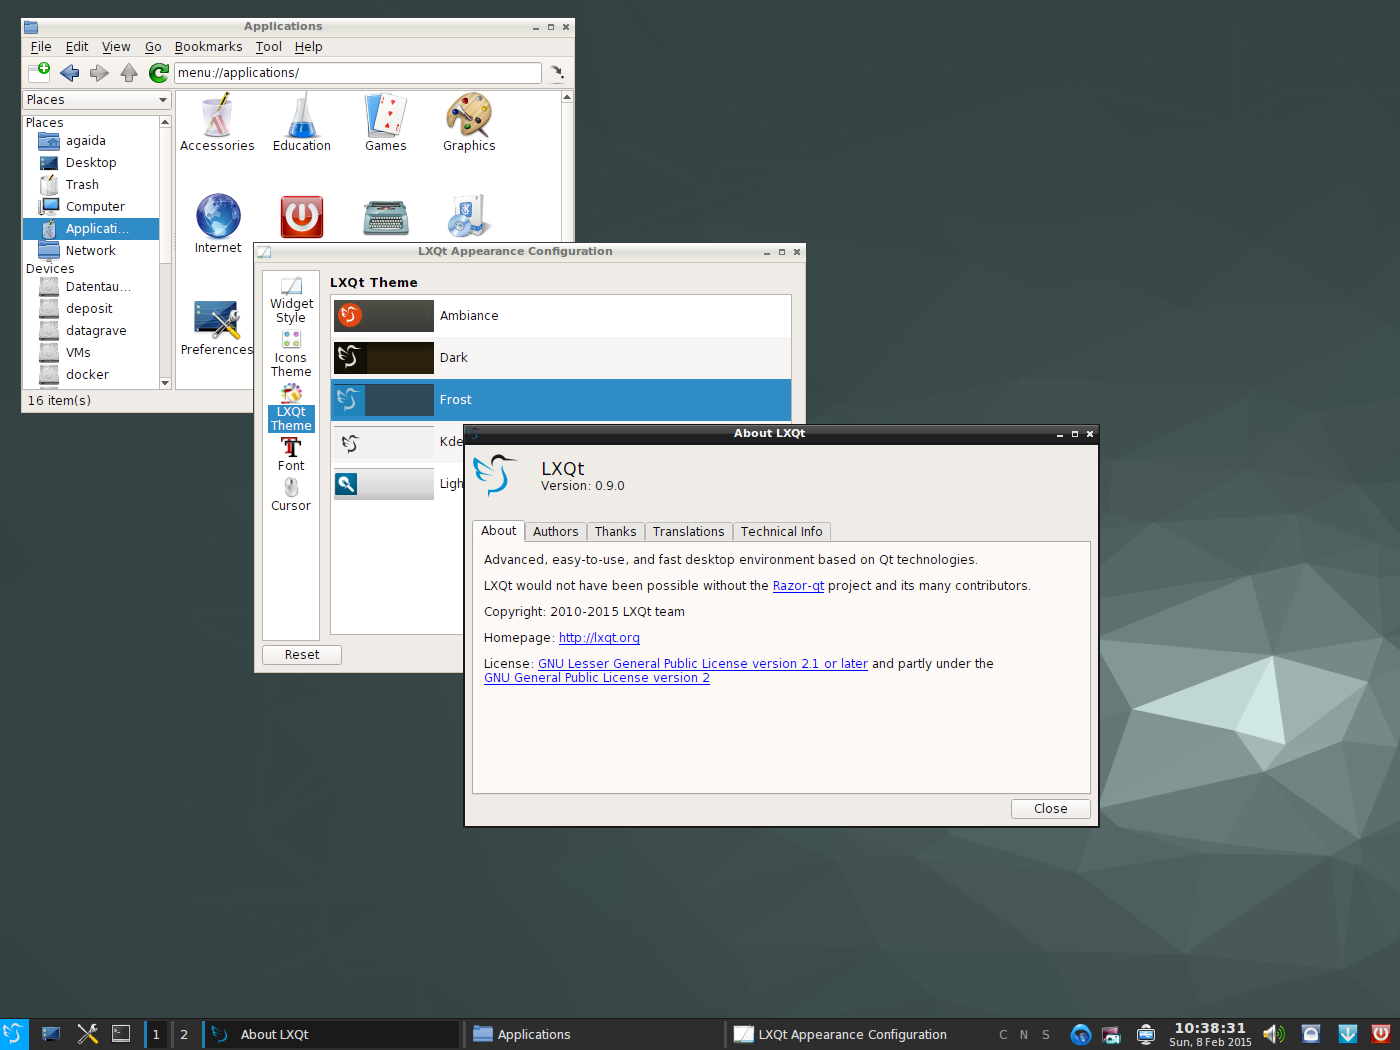 Applications
File Edit View Go Bookmarks Tool Help
menu://applications/
Places
Places
agaida
Desktop
Trash
Computer
Applicati...
Network
Devices
Datentau...
deposit
datagrave
VMs
docker
Accessories Education Games Graphics
Internet
Preferences
16 item(s)
LXQt Appearance Configuration
Widget
Style
Icons
Theme
LXQt
Theme
Font
Cursor
LXQt Theme
Ambiance
Dark
Frost
Kde
Ligh
Reset
About LXQt
LXQt
Version: 0.9.0
About Authors Thanks Translations Technical Info
Advanced, easy-to-use, and fast desktop environment based on Qt technologies.
LXQt would not have been possible without the Razor-qt project and its many contributors.
Copyright: 2010-2015 LXQt team
Homepage: http://lxqt.org
License: GNU Lesser General Public License version 2.1 or later and partly under the
GNU General Public License version 2
Close
1 2 About LXQt Applications LXQt Appearance Configuration C N S 10:38:31
Sun, 8 Feb 2015